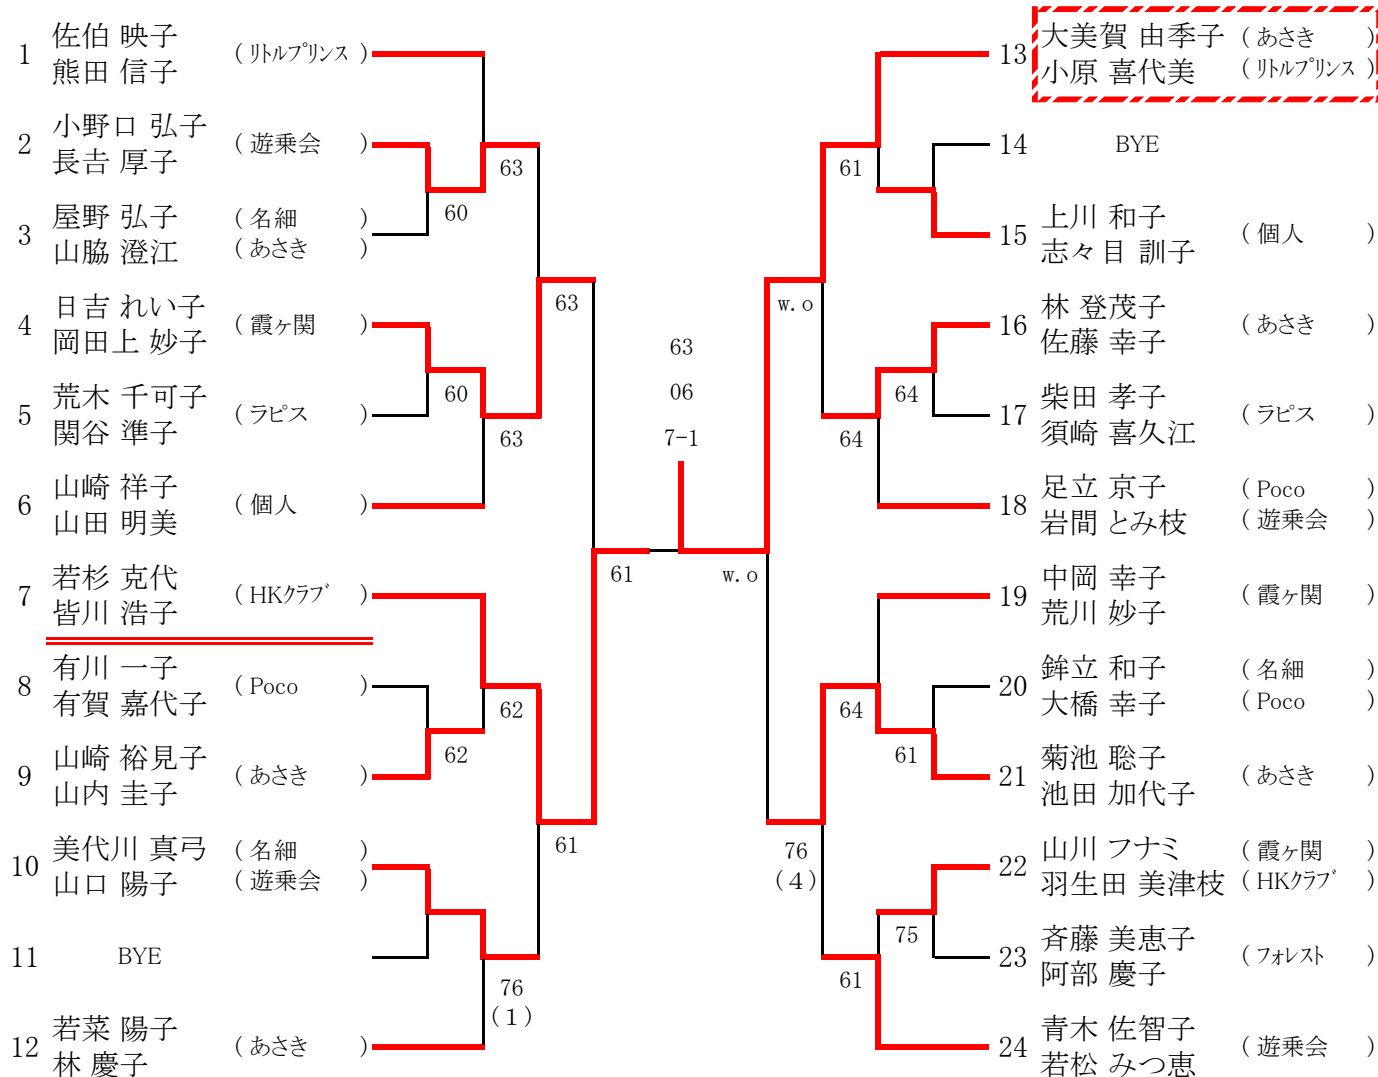 1 佐伯 映子 (リトルプリンス)
熊田 信子
2 小野口 弘子 (遊乗会 )
長吉 厚子
3 屋野 弘子 (名細 )
山脇 澄江 (あさき )
4 日吉 れい子 (霞ヶ関 )
岡田上 妙子
5 荒木 千可子 (ラピス )
関谷 準子
6 山崎 祥子 (個人 )
山田 明美
7 若杉 克代 (HKクラブ )
皆川 浩子
8 有川 一子 (Poco )
有賀 嘉代子
9 山崎 裕見子 (あさき )
山内 圭子
10 美代川 真弓 (名細 )
山口 陽子 (遊乗会 )
11 BYE
12 若菜 陽子 (あさき )
林 慶子
63
60
63
60
63
61
62
62
61
76
(1)
63
06
7-1
61
w.o
64
64
w.o
64
61
76
(4)
75
61
13 大美賀 由季子 (あさき )
小原 喜代美 (リトルプリンス)
14 BYE
15 上川 和子 (個人 )
志々目 訓子
16 林 登茂子 (あさき )
佐藤 幸子
17 柴田 孝子 (ラピス )
須崎 喜久江
18 足立 京子 (Poco )
岩間 とみ枝 (遊乗会 )
19 中岡 幸子 (霞ヶ関 )
荒川 妙子
20 鉾立 和子 (名細 )
大橋 幸子 (Poco )
21 菊池 聡子 (あさき )
池田 加代子
22 山川 フナミ (霞ヶ関 )
羽生田 美津枝 (HKクラブ )
23 斉藤 美恵子 (フォレスト )
阿部 慶子
24 青木 佐智子 (遊乗会 )
若松 みつ恵